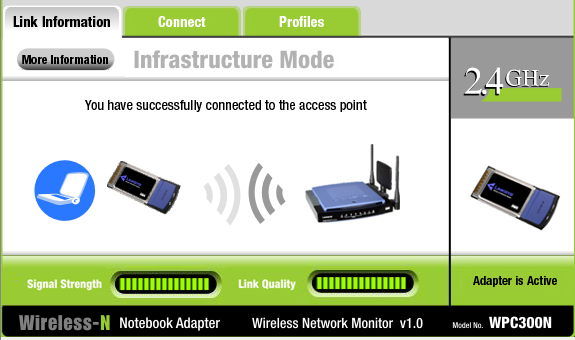 Link Information
Connect
Profiles
More Information
Infrastructure Mode
2.4GHz
You have successfully connected to the access point
Signal Strength
Link Quality
Adapter is Active
Wireless-N Notebook Adapter Wireless Network Monitor v1.0 Model No. WPC300N